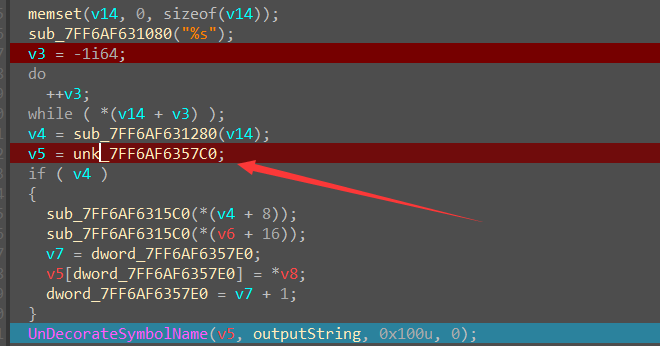 memset(v14, 0, sizeof(v14));
sub_7FF6AF631080("%s");
v3 = -1i64;
do
++v3;
while ( *(v14 + v3) );
v4 = sub_7FF6AF631280(v14);
v5 = unk_7FF6AF6357C0;
if ( v4 )
{
sub_7FF6AF6315C0(*(v4 + 8));
sub_7FF6AF6315C0(*(v6 + 16));
v7 = dword_7FF6AF6357E0;
v5[dword_7FF6AF6357E0] = *v8;
dword_7FF6AF6357E0 = v7 + 1;
}
UnDecorateSymbolName(v5, outputString, 0x100u, 0);